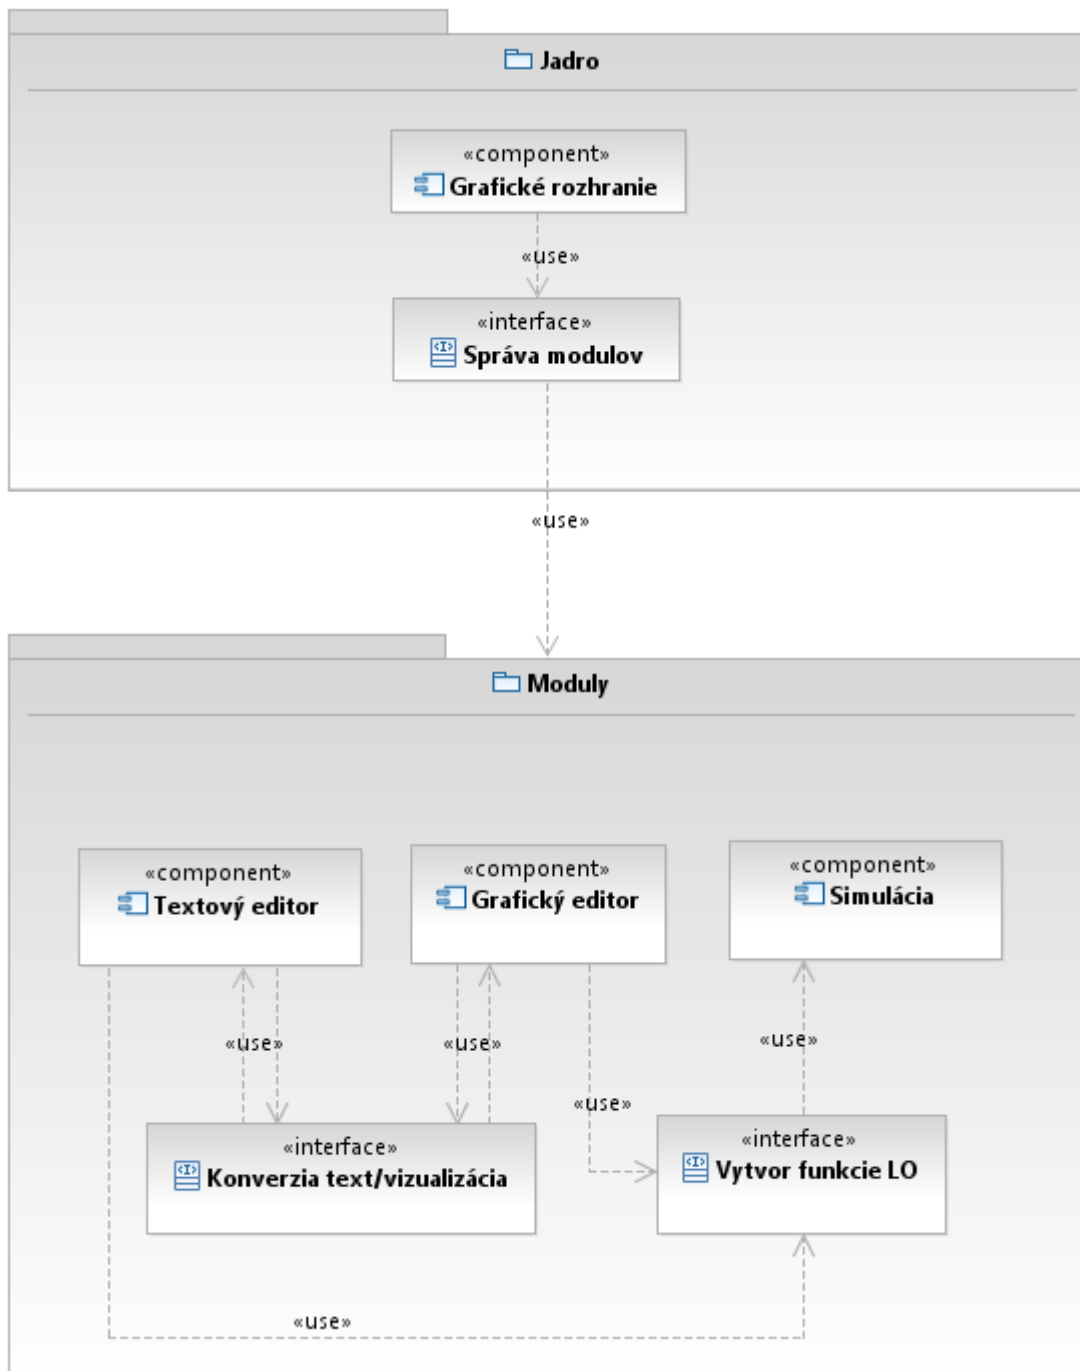 Jadro
«component»
Grafické rozhranie
«use»
«interface»
Správa modulov
«use»
Moduly
«component»
Textový editor
«component»
Grafický editor
«component»
Simulácia
«use»
«use»
«use»
«use»
«interface»
Konverzia text/vizualizácia
«interface»
Vytvor funkcie LO
«use»